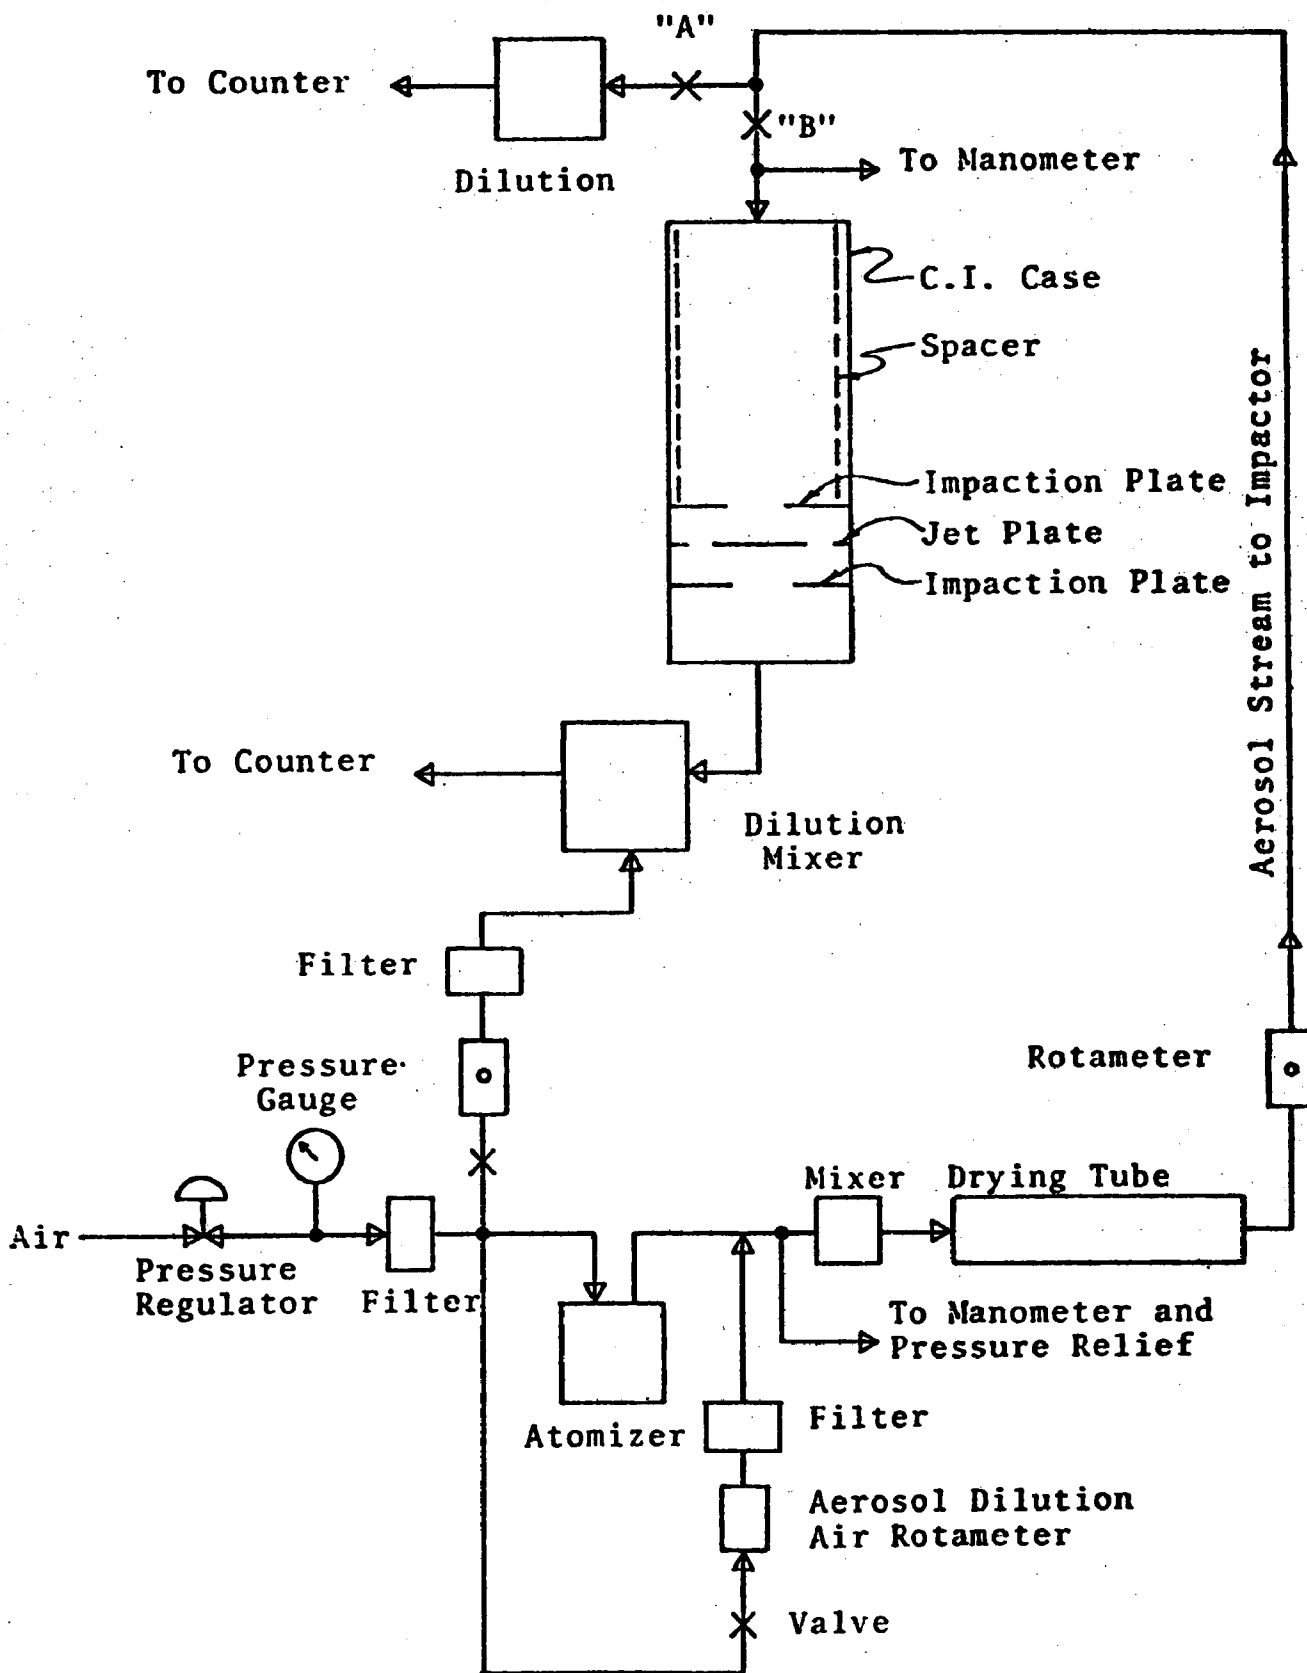 "A"
To Counter
"B"
To Manometer
Dilution
C.I. Case
Spacer
Impaction Plate
Jet Plate
Impaction Plate
Aerosol Stream to Impactor
To Counter
Dilution
Mixer
Filter
Pressure
Gauge
Rotameter
Mixer
Drying Tube
Air
Pressure
Regulator
Filter
To Manometer and
Pressure Relief
Atomizer
Filter
Aerosol Dilution
Air Rotameter
Valve